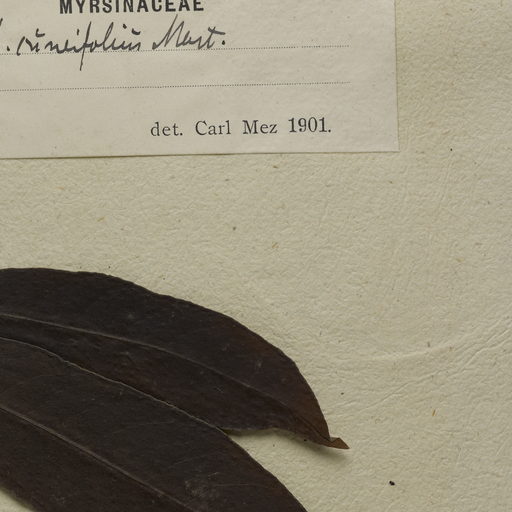 MYRSINACEAE
cuneifolius Mart.
det. Carl Mez 1901.